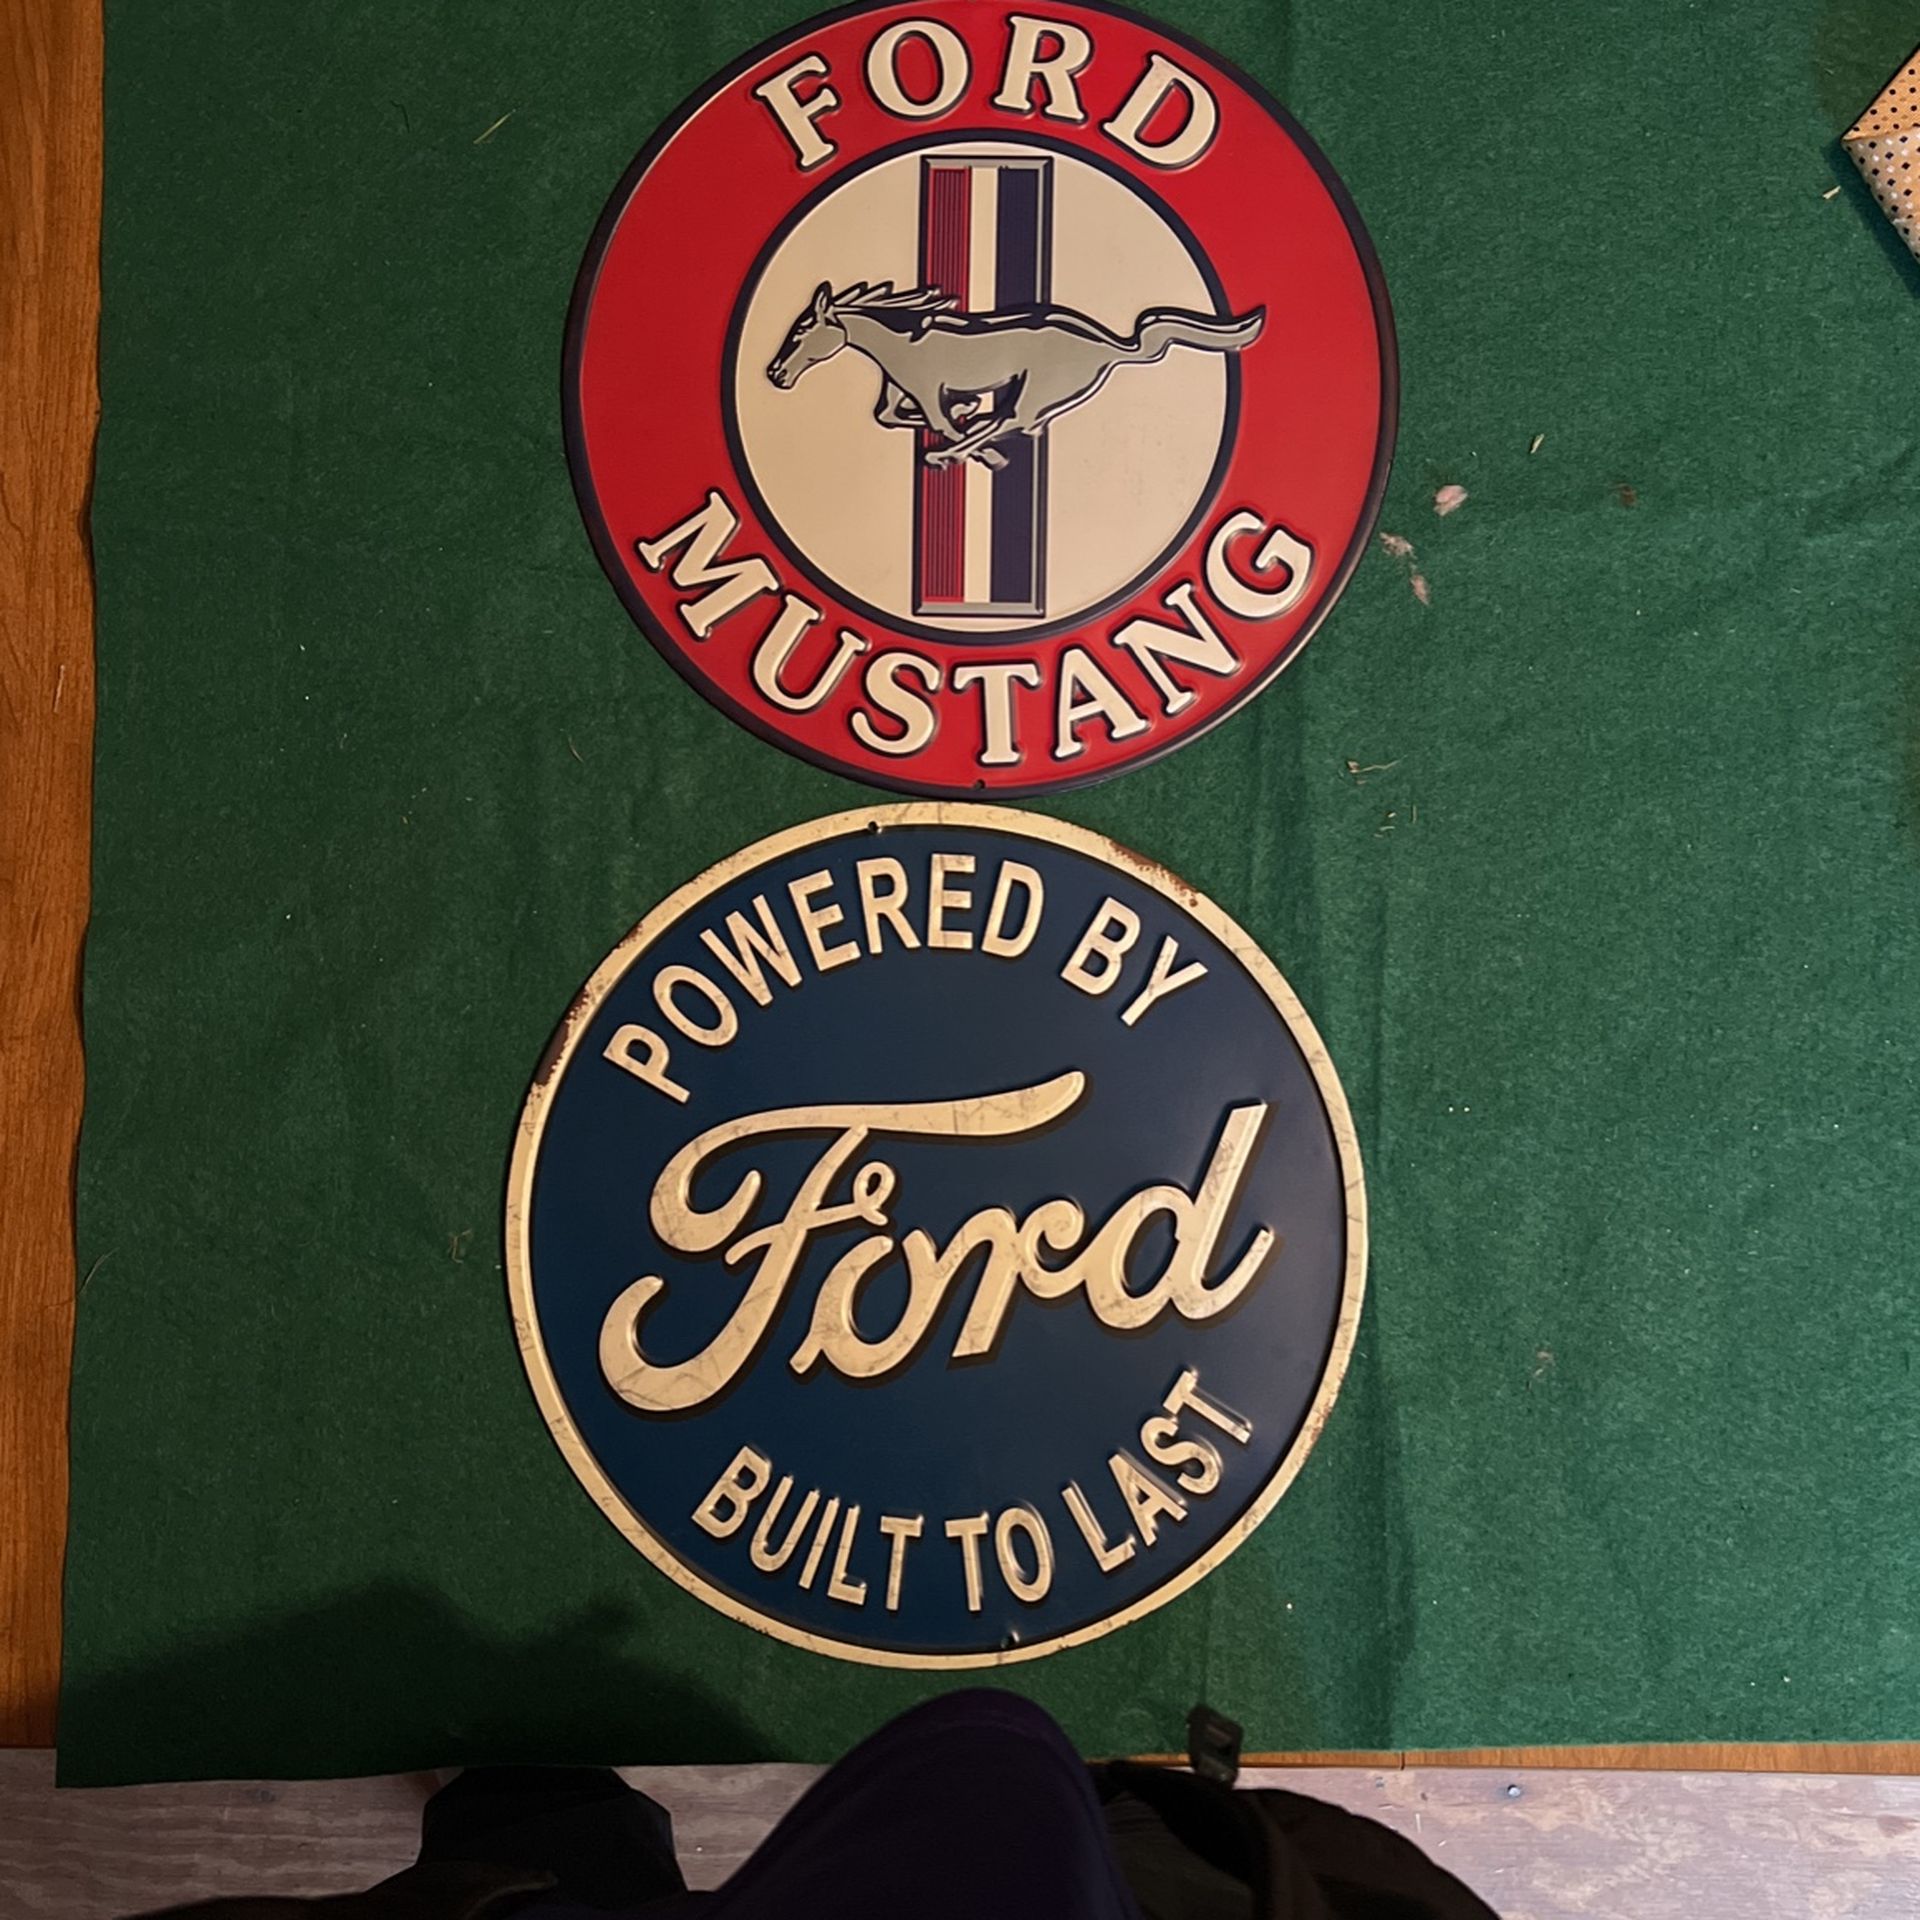 FORD
MUSTANG
POWERED BY
Ford
BUILT TO LAST